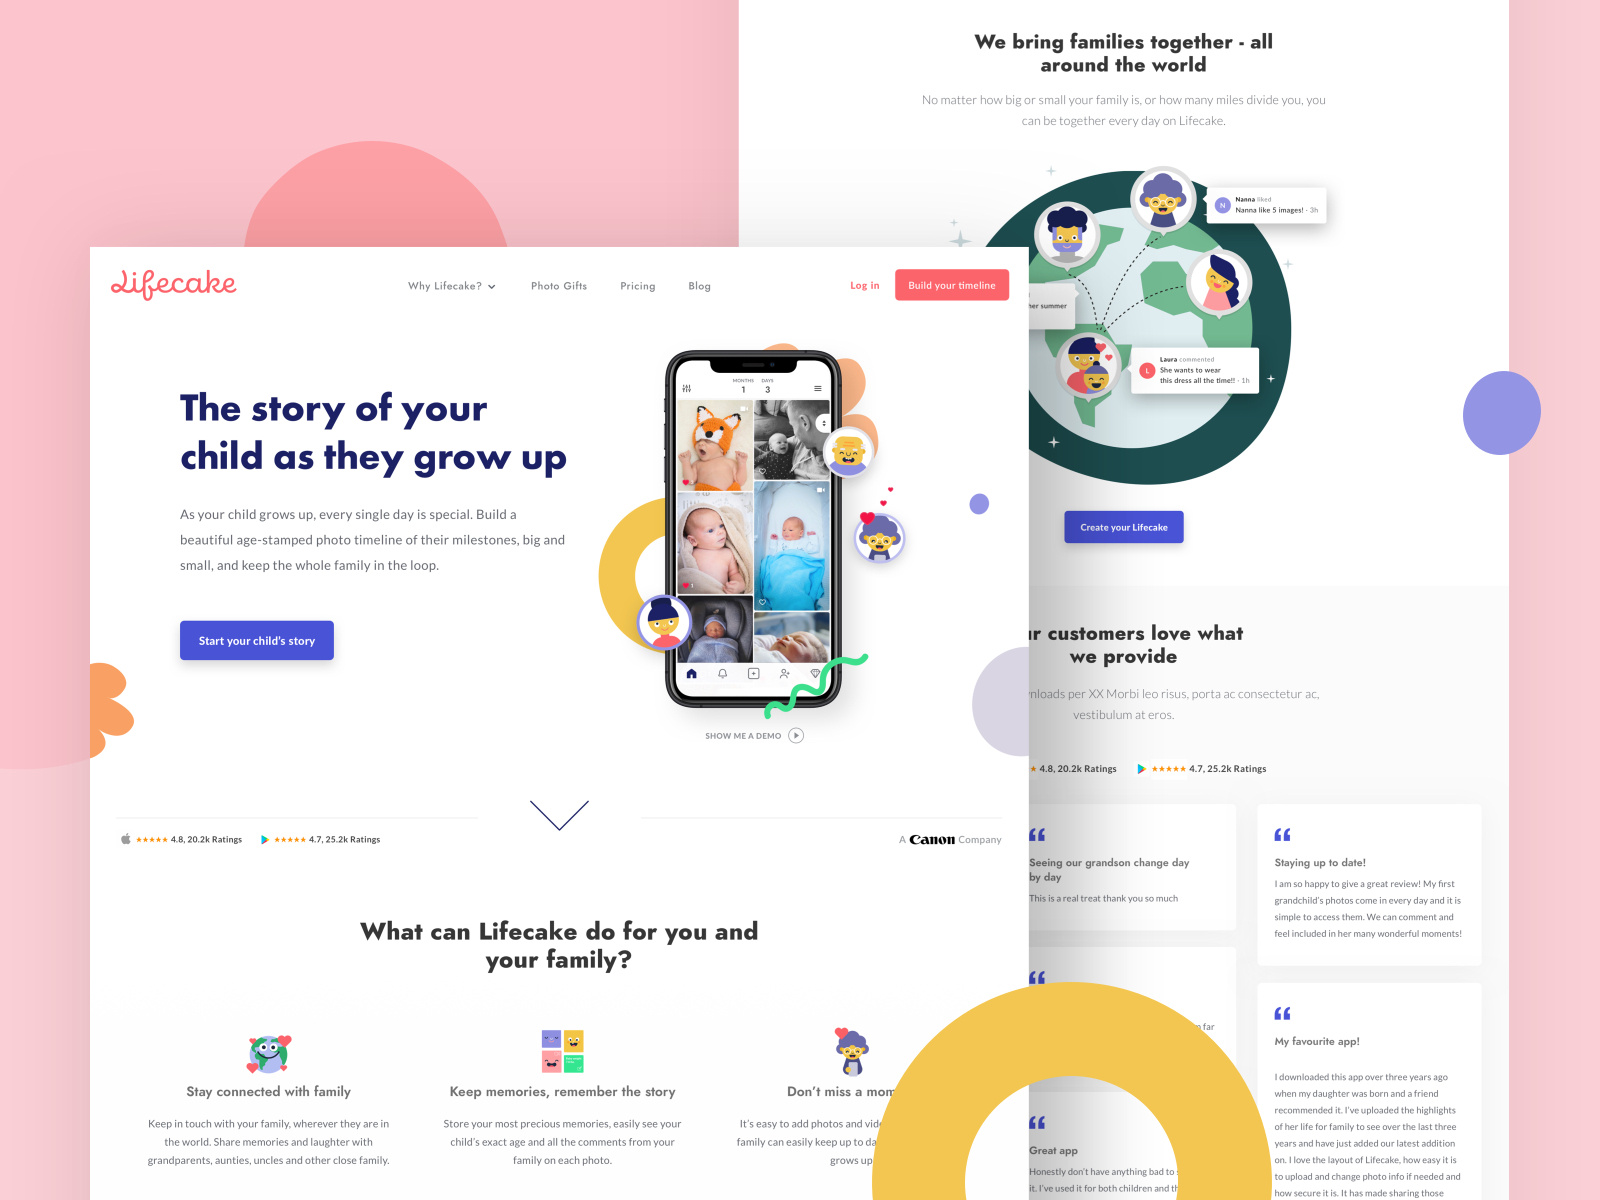 Lifecake
Why Lifecake?
Photo Gifts
Pricing
Blog
Log in
Build your timeline
The story of your
child as they grow up
As your child grows up, every single day is special. Build a
beautiful age-stamped photo timeline of their milestones, big and
small, and keep the whole family in the loop.
Start your child's story
MONTHS DAYS
1 3
1
SHOW ME A DEMO
4.8, 20.2k Ratings
4.7, 25.2k Ratings
A Canon Company
What can Lifecake do for you and
your family?
Stay connected with family
Keep in touch with your family, wherever they are in
the world. Share memories and laughter with
grandparents, aunties, uncles and other close family.
Keep memories, remember the story
Store your most precious memories, easily see your
child's exact age and all the comments from your
family on each photo.
Don't miss a mom
It's easy to add photos and vide
family can easily keep up to da
grows up
We bring families together - all
around the world
No matter how big or small your family is, or how many miles divide you, you
can be together every day on Lifecake.
N
Nanna liked
Nanna like 5 images! - 3h
her summer
L
Laura commented
She wants to wear
this dress all the time!! - 1h
Create your Lifecake
r customers love what
we provide
nloads per XX Morbi leo risus, porta ac consectetur ac,
vestibulum at eros.
4.8, 20.2k Ratings
4.7, 25.2k Ratings
“
Seeing our grandson change day
by day
This is a real treat thank you so much
“
far
“
Great app
Honestly don't have anything bad to
it. I've used it for both children and th
“
Staying up to date!
I am so happy to give a great review! My first
grandchild's photos come in every day and it is
simple to access them. We can comment and
feel included in her many wonderful moments!
“
My favourite app!
I downloaded this app over three years ago
when my daughter was born and a friend
recommended it. I've uploaded the highlights
of her life for family to see over the last three
years and have just added our latest addition
on. I love the layout of Lifecake, how easy it is
to upload and change photo info if needed and
how secure it is. It has made sharing those